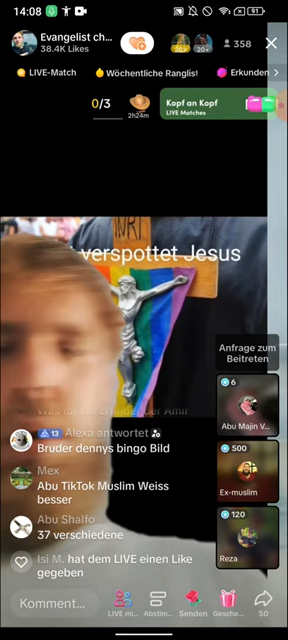 14:08
91
Evangelist ch...
38.4K Likes
30+
20+
358
LIVE-Match
Wöchentliche Ranglist
Erkunden
0/3
2h24m
Kopf an Kopf
LIVE Matches
verspottet Jesus
Anfrage zum
Beitreten
6
Abu Majin V...
13 Alexa antwortet
Bruder dennys bingo Bild
Mex
Abu TikTok Muslim Weiss
besser
500
Ex-muslim
Abu Shalfo
37 verschiedene
120
Reza
Isi M. hat dem LIVE einen Like
gegeben
Komment...
LIVE mi...
Abstim...
Senden
Gesche...
50